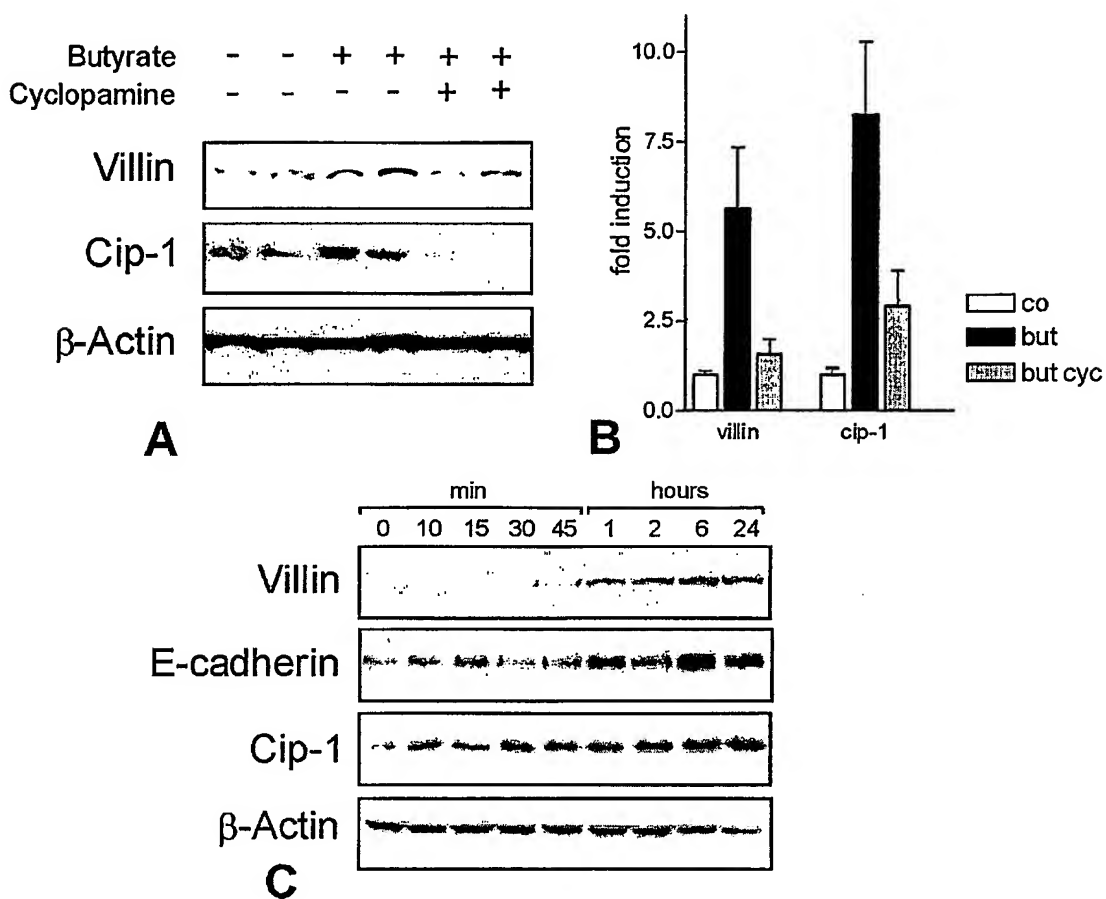 Butyrate - - + + + +
Cyclopamine - - - - + +
Villin
Cip-1
β-Actin
A
fold induction
10.0
7.5
5.0
2.5
0.0
villin cip-1
co
but
but cyc
B
min hours
0 10 15 30 45 1 2 6 24
Villin
E-cadherin
Cip-1
β-Actin
C